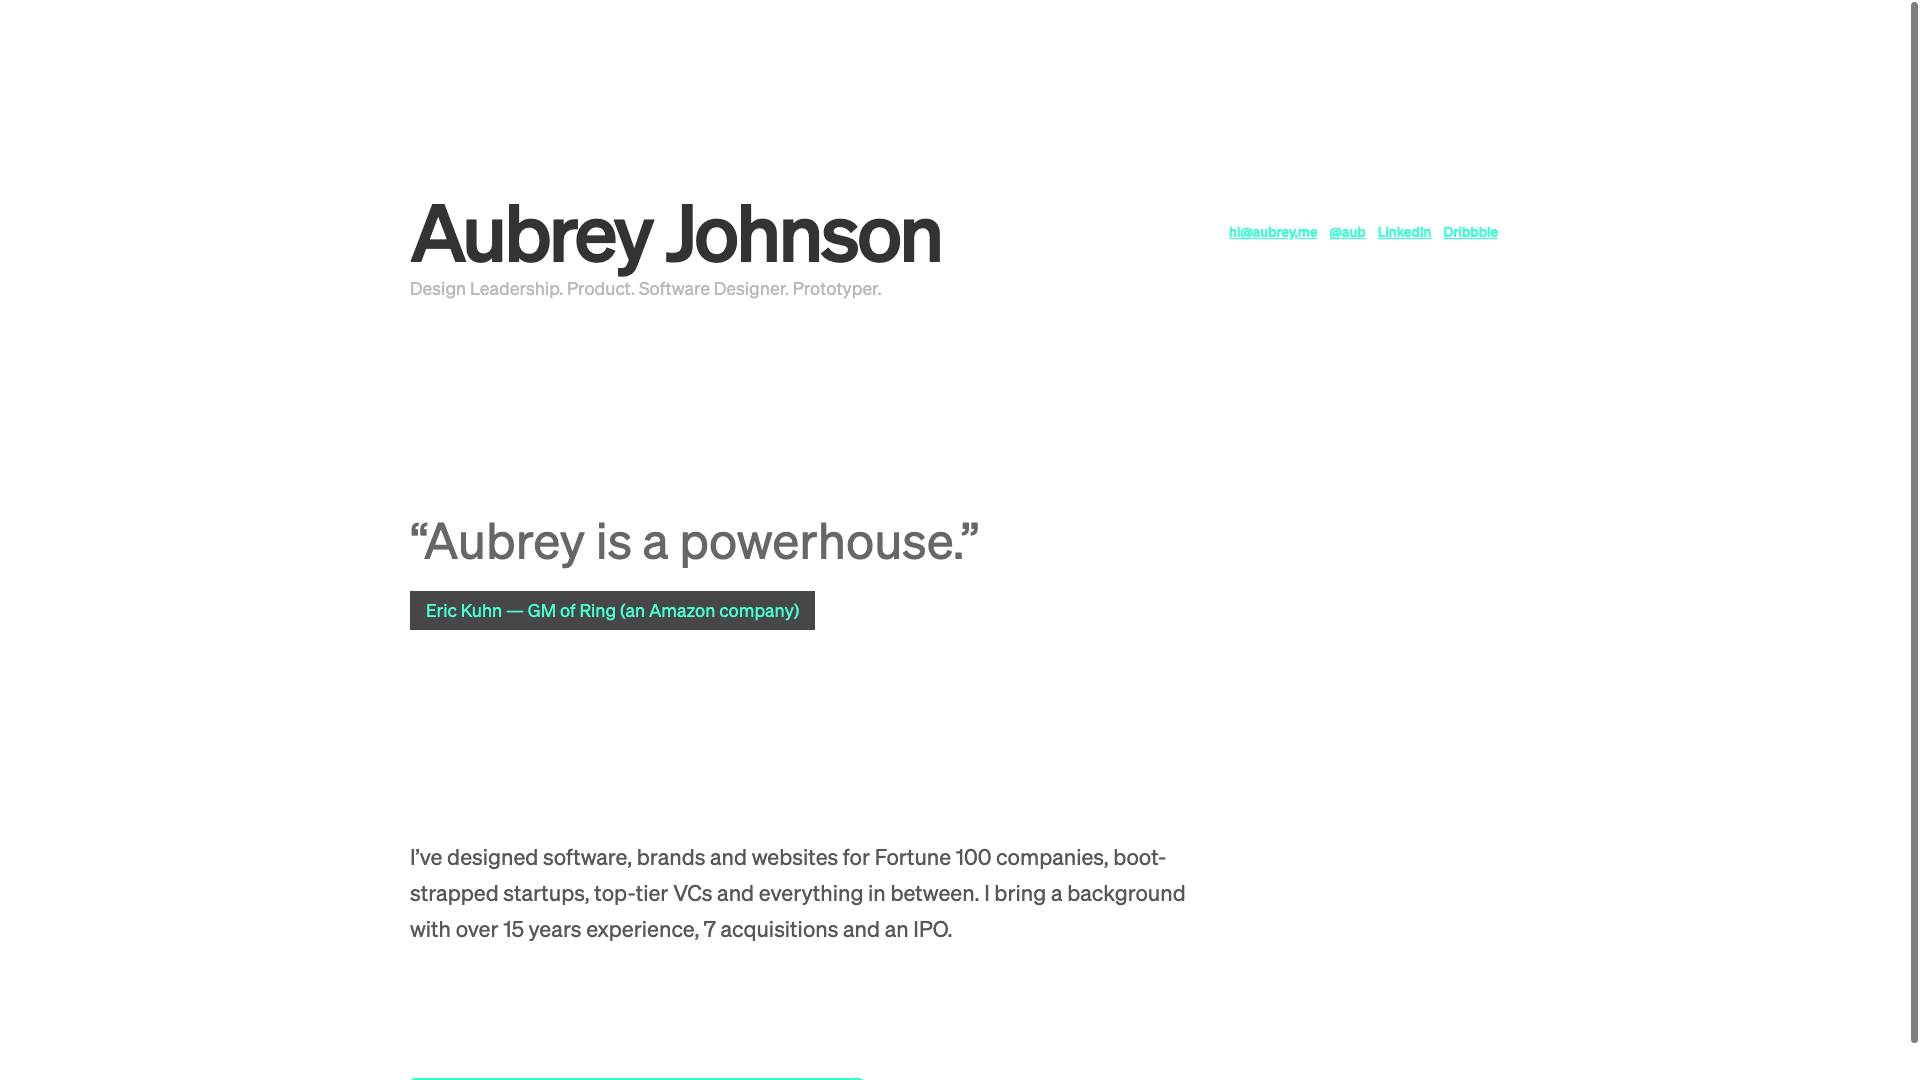 Aubrey Johnson
hi@aubrey.me @aub LinkedIn Dribbble
Design Leadership. Product. Software Designer. Prototyper.
“Aubrey is a powerhouse.”
Eric Kuhn — GM of Ring (an Amazon company)
I’ve designed software, brands and websites for Fortune 100 companies, boot-
strapped startups, top-tier VCs and everything in between. I bring a background
with over 15 years experience, 7 acquisitions and an IPO.